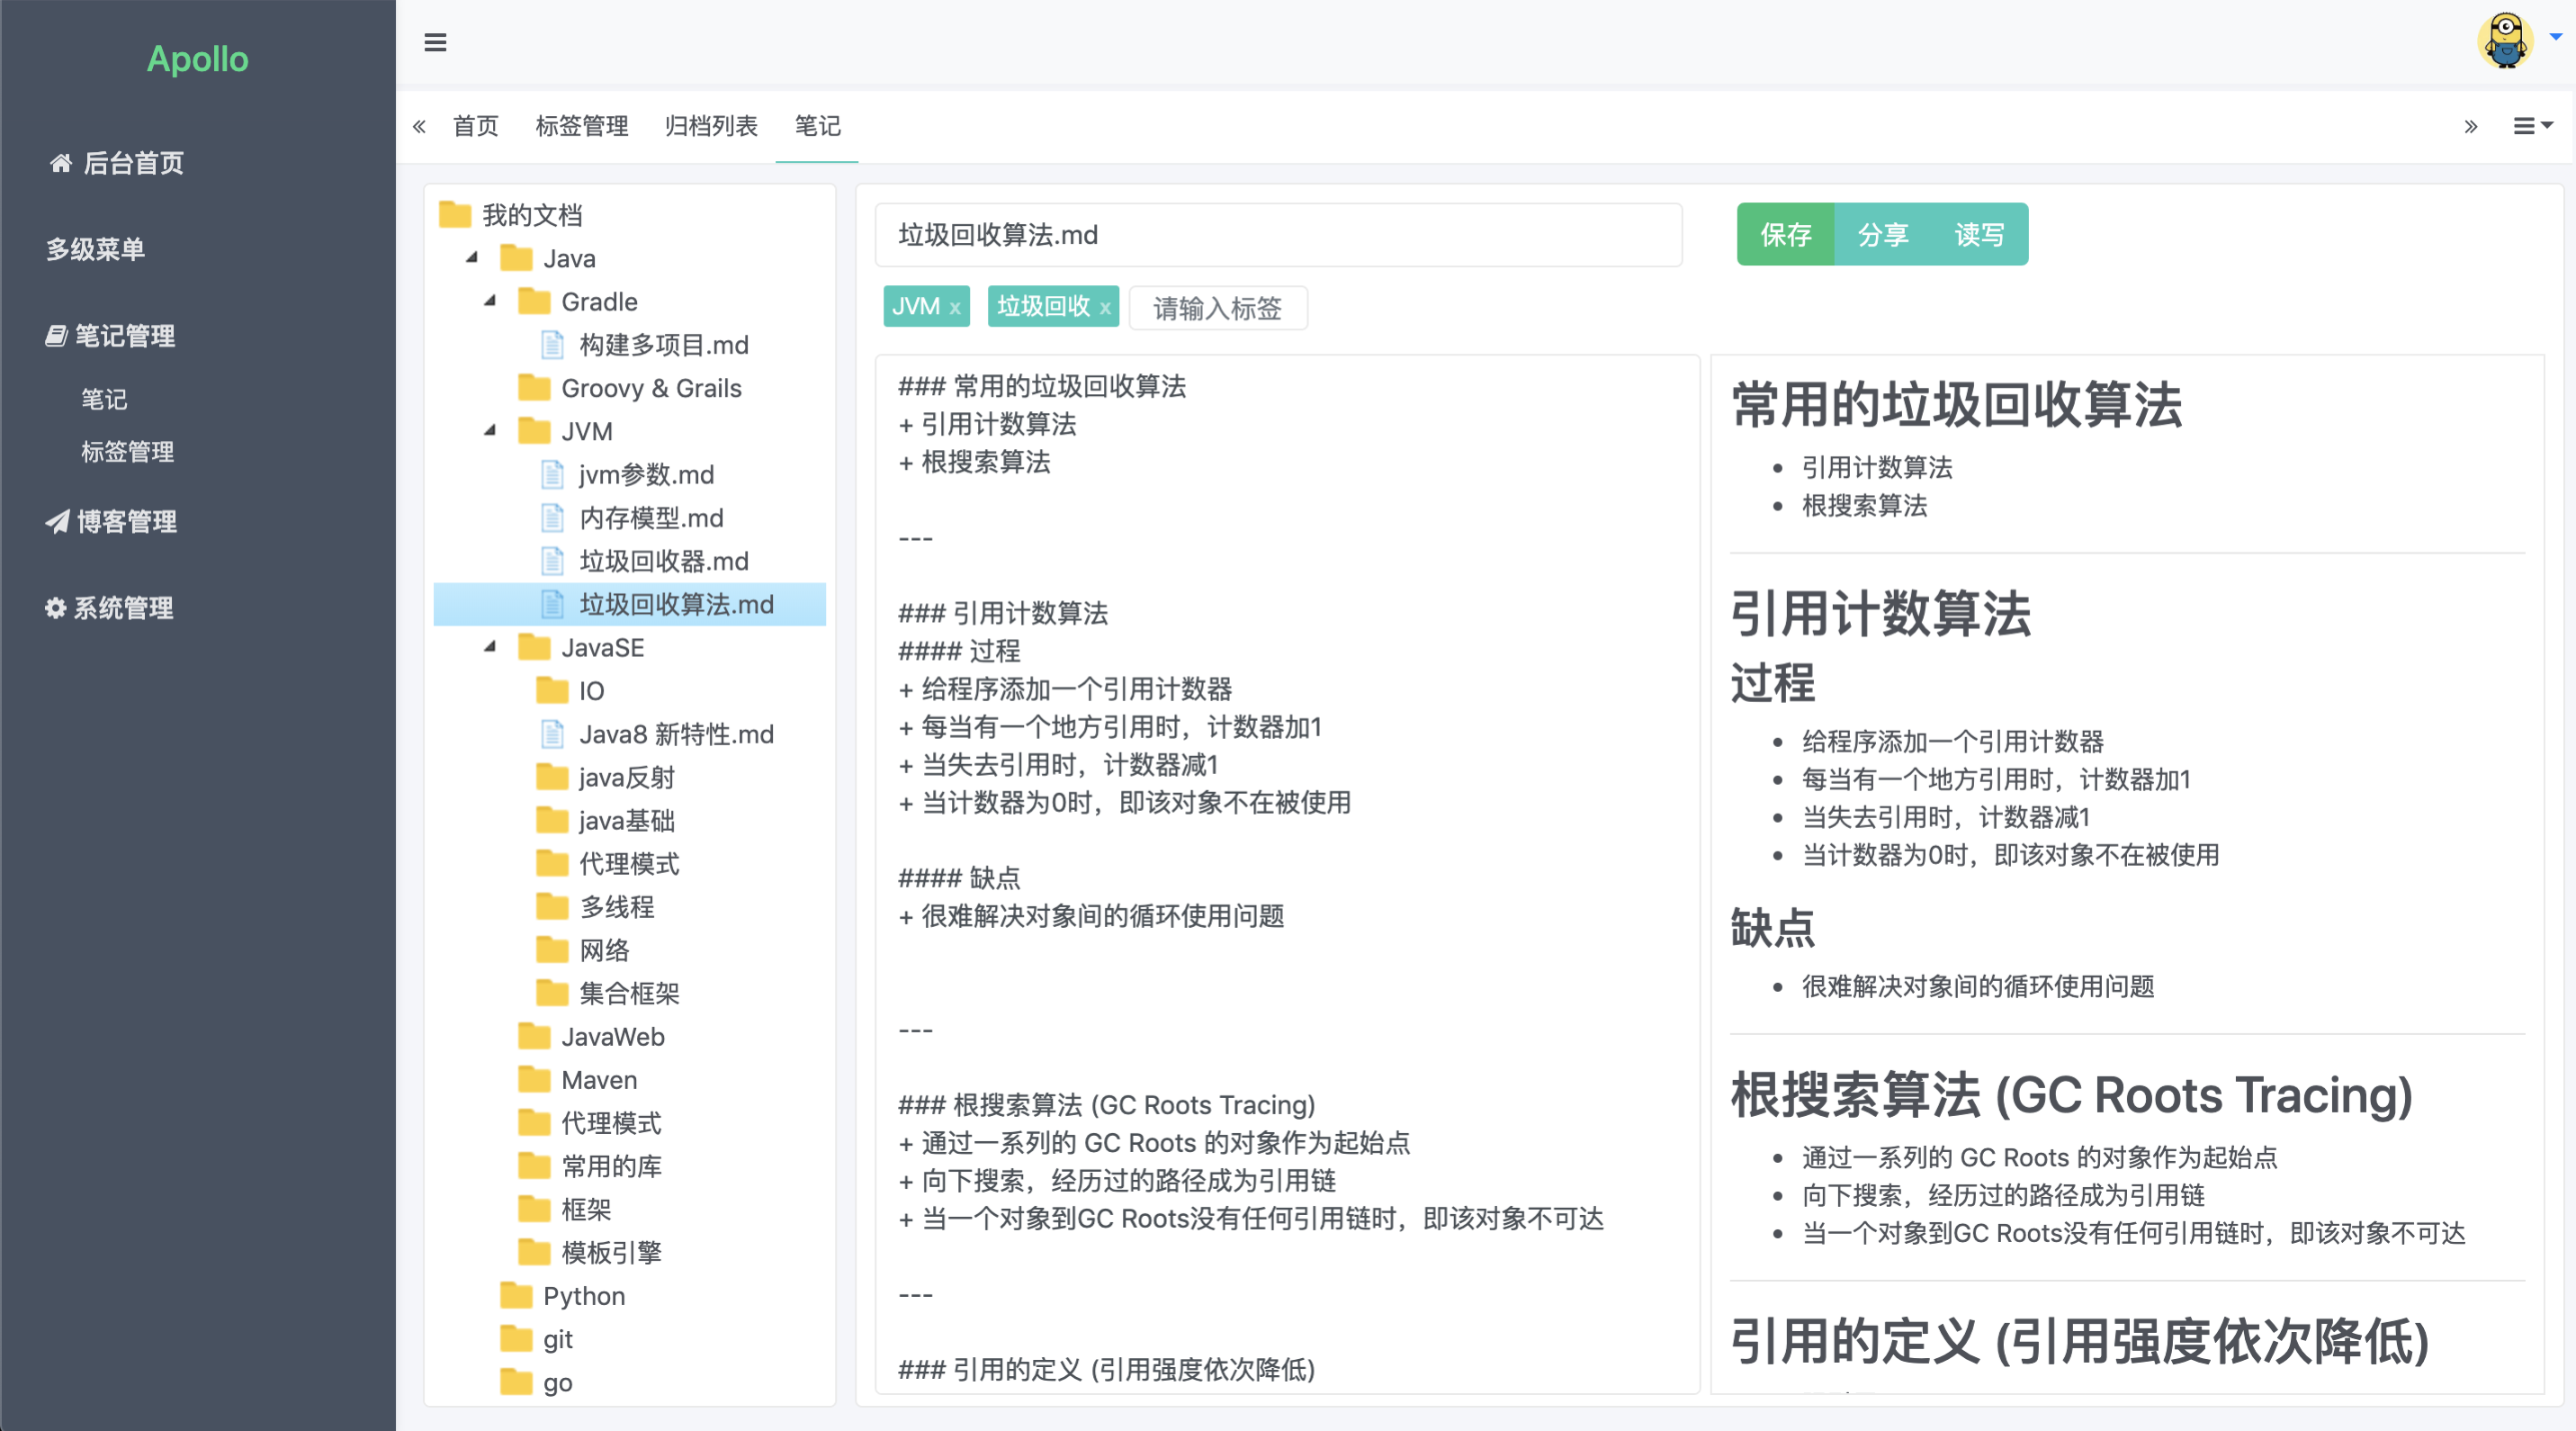 Apollo
后台首页
多级菜单
笔记管理
笔记
标签管理
博客管理
系统管理
首页 标签管理 归档列表 笔记
我的文档
Java
Gradle
构建多项目.md
Groovy & Grails
JVM
jvm参数.md
内存模型.md
垃圾回收器.md
垃圾回收算法.md
JavaSE
IO
Java8 新特性.md
java反射
java基础
代理模式
多线程
网络
集合框架
JavaWeb
Maven
代理模式
常用的库
框架
模板引擎
Python
git
go
垃圾回收算法.md
保存 分享 读写
JVM x 垃圾回收 x 请输入标签
### 常用的垃圾回收算法
+ 引用计数算法
+ 根搜索算法
---
### 引用计数算法
#### 过程
+ 给程序添加一个引用计数器
+ 每当有一个地方引用时，计数器加1
+ 当失去引用时，计数器减1
+ 当计数器为0时，即该对象不在被使用
#### 缺点
+ 很难解决对象间的循环使用问题
---
### 根搜索算法 (GC Roots Tracing)
+ 通过一系列的 GC Roots 的对象作为起始点
+ 向下搜索，经历过的路径成为引用链
+ 当一个对象到GC Roots没有任何引用链时，即该对象不可达
---
### 引用的定义 (引用强度依次降低)
常用的垃圾回收算法
• 引用计数算法
• 根搜索算法
引用计数算法
过程
• 给程序添加一个引用计数器
• 每当有一个地方引用时，计数器加1
• 当失去引用时，计数器减1
• 当计数器为0时，即该对象不在被使用
缺点
• 很难解决对象间的循环使用问题
根搜索算法 (GC Roots Tracing)
• 通过一系列的 GC Roots 的对象作为起始点
• 向下搜索，经历过的路径成为引用链
• 当一个对象到GC Roots没有任何引用链时，即该对象不可达
引用的定义 (引用强度依次降低)